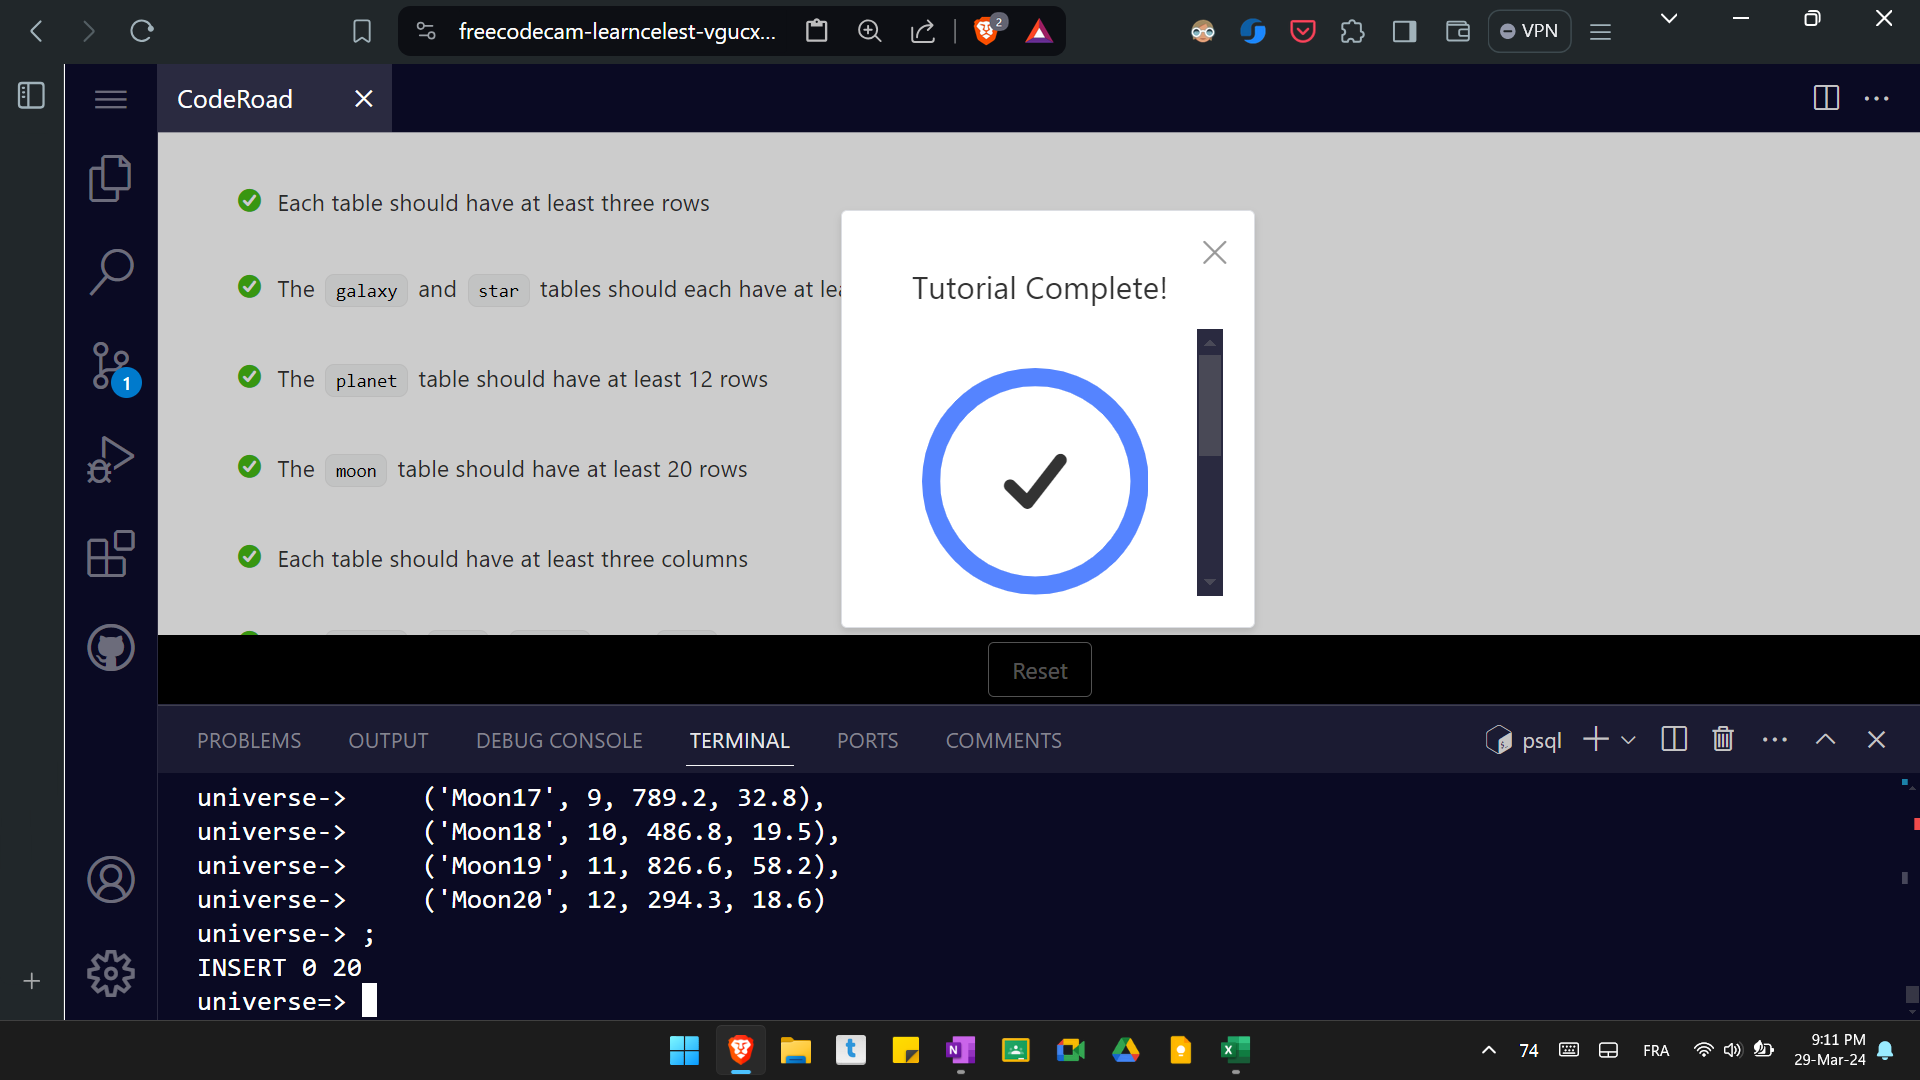 freecodecam-learncelest-vgucx...
2
VPN
CodeRoad
Each table should have at least three rows
The galaxy and star tables should each have at lea
The planet table should have at least 12 rows
The moon table should have at least 20 rows
Each table should have at least three columns
Tutorial Complete!
1
Reset
PROBLEMS OUTPUT DEBUG CONSOLE TERMINAL PORTS COMMENTS
psql
universe-> ('Moon17', 9, 789.2, 32.8),
universe-> ('Moon18', 10, 486.8, 19.5),
universe-> ('Moon19', 11, 826.6, 58.2),
universe-> ('Moon20', 12, 294.3, 18.6)
universe-> ;
INSERT 0 20
universe=>
74
FRA
9:11 PM
29-Mar-24